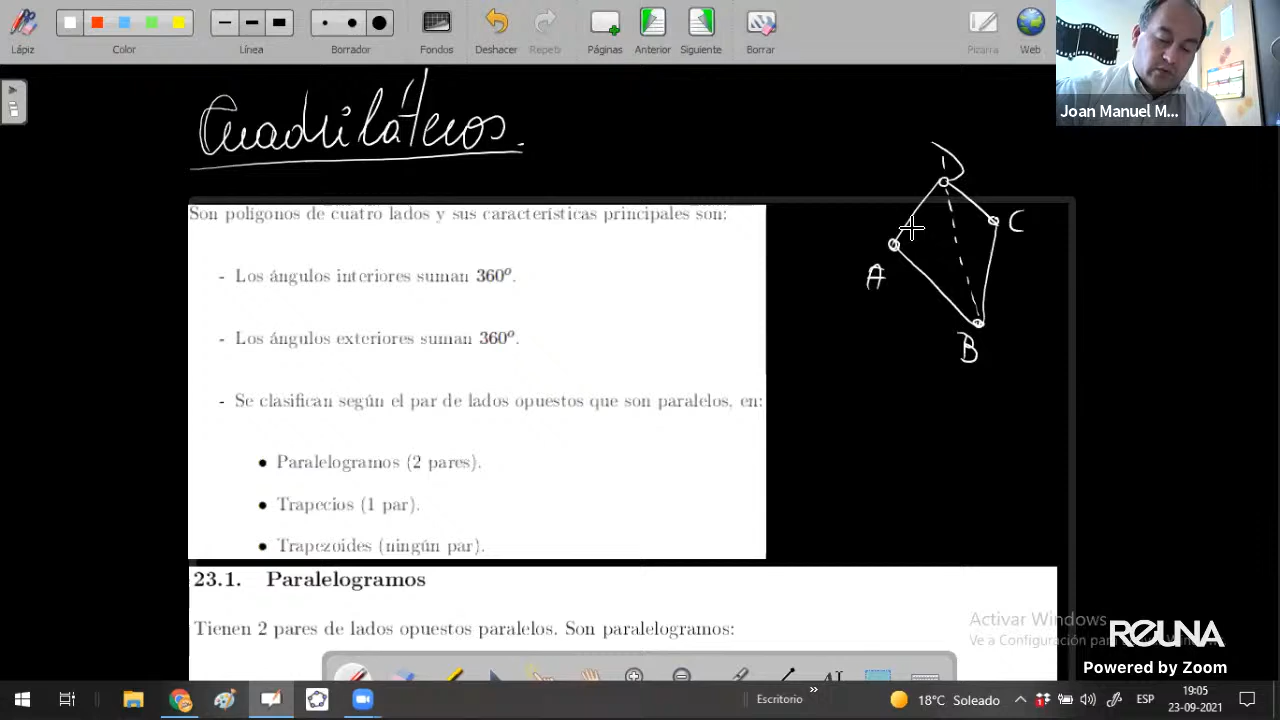 Lápiz Color Línea Borrador Fondos Deshacer Repetir Páginas Anterior Siguiente Borrar Pizarra Web
Joan Manuel M...
Cuadriláteros.
D
C
A
B
Son polígonos de cuatro lados y sus características principales son:
- Los ángulos interiores suman 360º.
- Los ángulos exteriores suman 360º.
- Se clasifican según el par de lados opuestos que son paralelos, en:
● Paralelogramos (2 pares).
● Trapecios (1 par).
● Trapezoides (ningún par).
23.1. Paralelogramos
Tienen 2 pares de lados opuestos paralelos. Son paralelogramos:
Activar Windows
Ve a Configuración para Windows.
REUNA
Powered by Zoom
Escritorio » 18°C Soleado ESP 19:05
23-09-2021